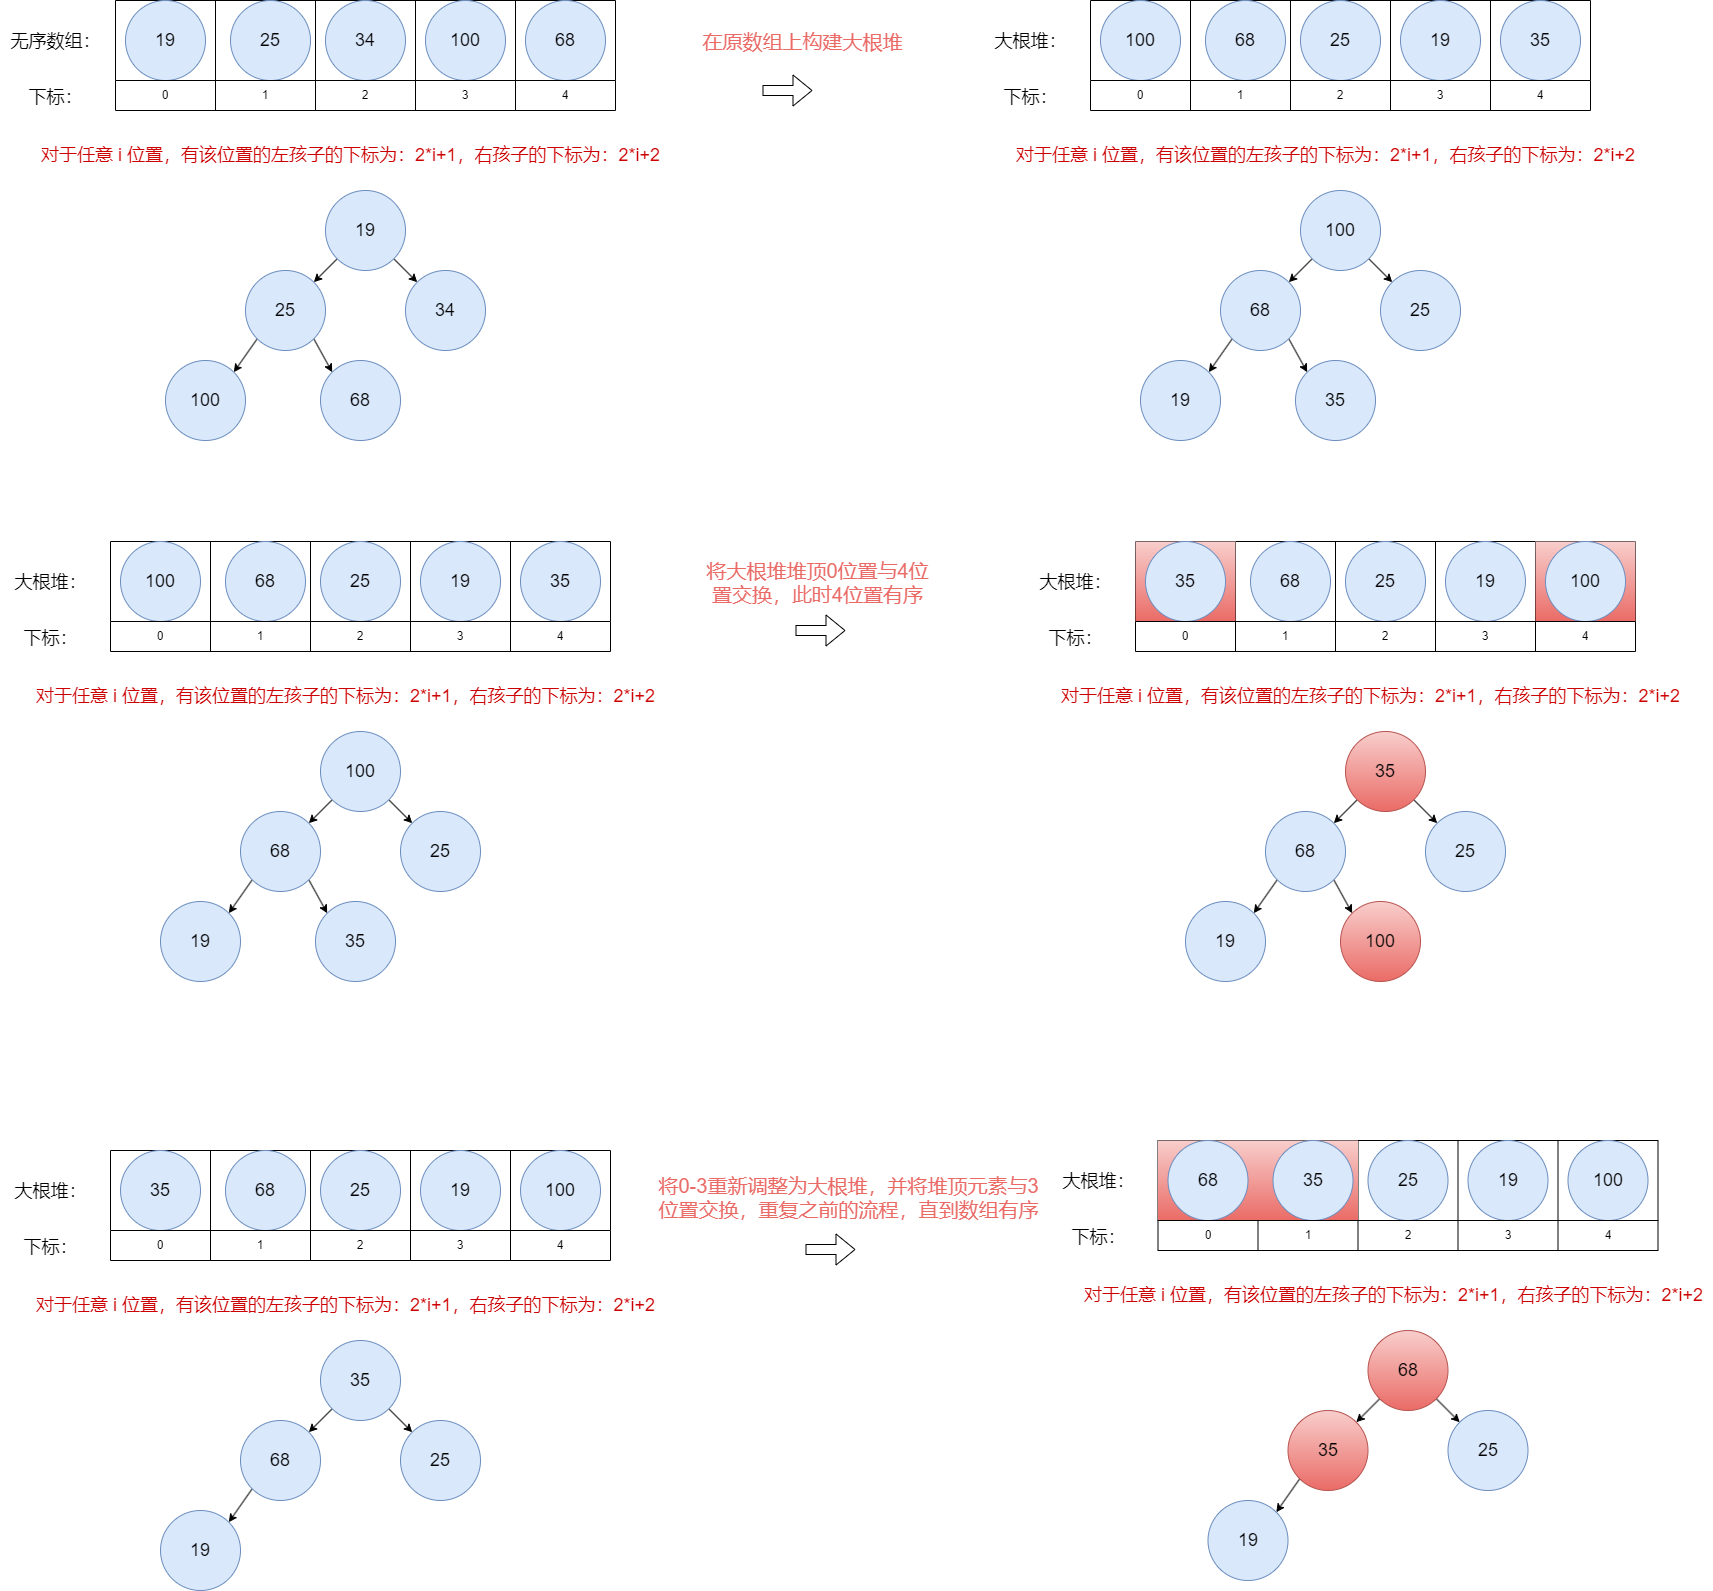 无序数组： 19 25 34 100 68
下标： 0 1 2 3 4
对于任意 i 位置，有该位置的左孩子的下标为：2*i+1，右孩子的下标为：2*i+2
19
25 34
100 68
在原数组上构建大根堆
大根堆： 100 68 25 19 35
下标： 0 1 2 3 4
对于任意 i 位置，有该位置的左孩子的下标为：2*i+1，右孩子的下标为：2*i+2
100
68 25
19 35
大根堆： 100 68 25 19 35
下标： 0 1 2 3 4
对于任意 i 位置，有该位置的左孩子的下标为：2*i+1，右孩子的下标为：2*i+2
100
68 25
19 35
将大根堆堆顶0位置与4位
置交换，此时4位置有序
大根堆： 35 68 25 19 100
下标： 0 1 2 3 4
对于任意 i 位置，有该位置的左孩子的下标为：2*i+1，右孩子的下标为：2*i+2
35
68 25
19 100
大根堆： 35 68 25 19 100
下标： 0 1 2 3 4
对于任意 i 位置，有该位置的左孩子的下标为：2*i+1，右孩子的下标为：2*i+2
35
68 25
19
将0-3重新调整为大根堆，并将堆顶元素与3
位置交换，重复之前的流程，直到数组有序
大根堆： 68 35 25 19 100
下标： 0 1 2 3 4
对于任意 i 位置，有该位置的左孩子的下标为：2*i+1，右孩子的下标为：2*i+2
68
35 25
19